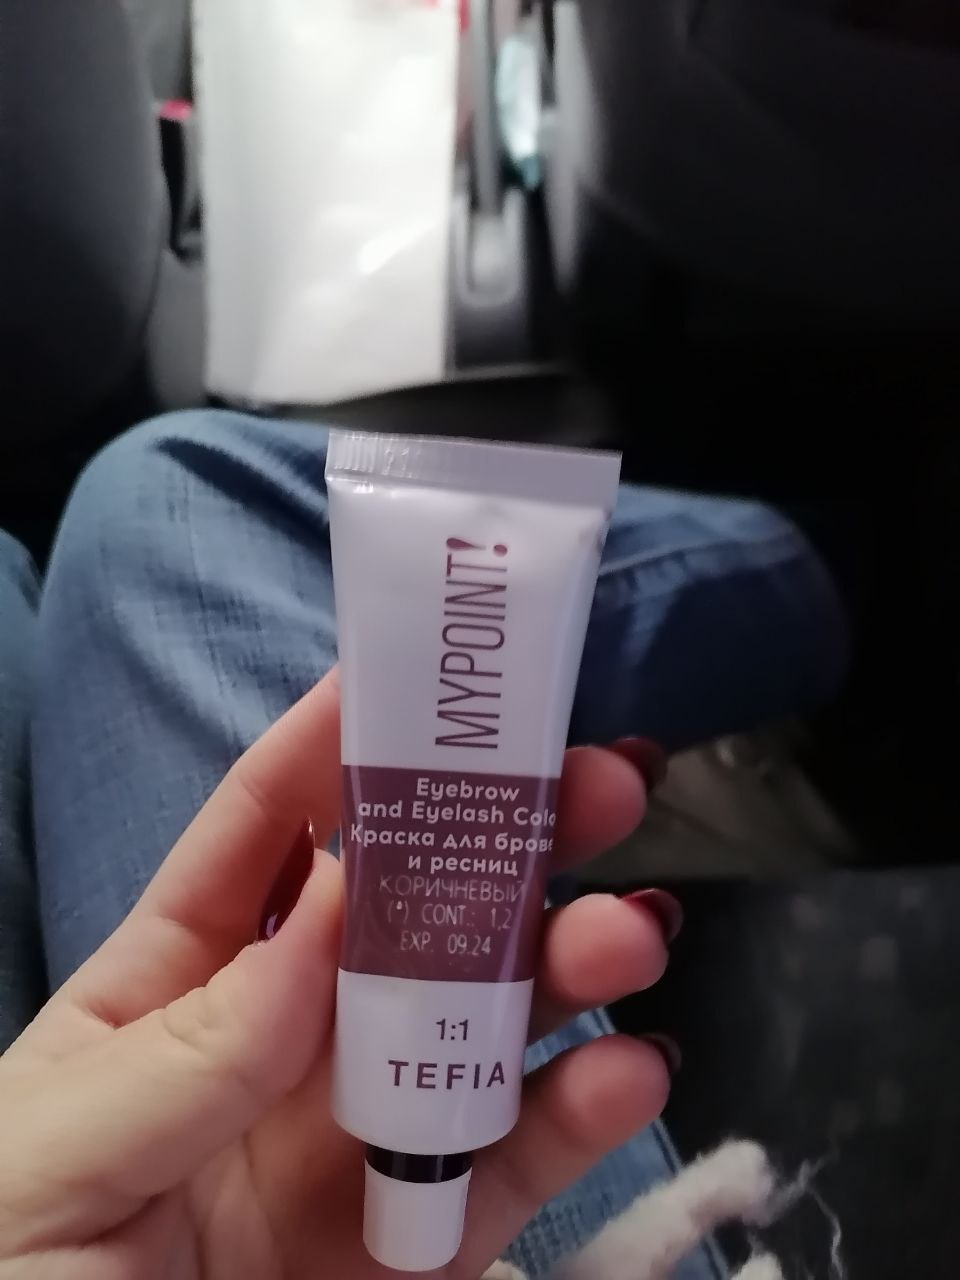 MYPOINT!
Eyebrow
and Eyelash Colo
Краска для брове
и ресниц
КОРИЧНЕВЫЙ
(*) CONT.: 1,2
EXP. 09.24
1:1
TEFIA